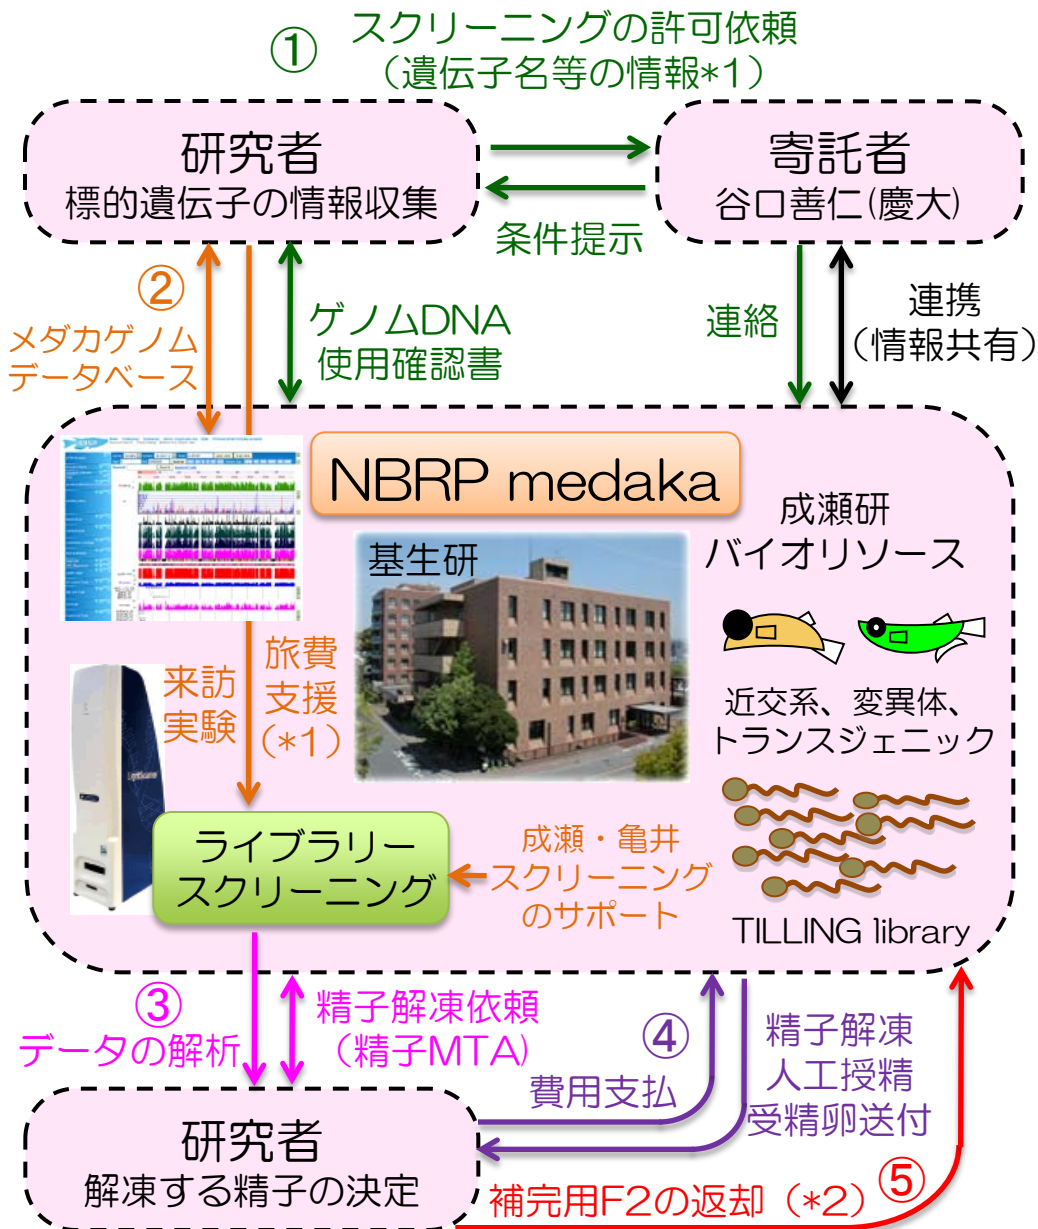 ① スクリーニングの許可依頼
（遺伝子名等の情報*1）
研究者
標的遺伝子の情報収集
寄託者
谷口善仁(慶大)
条件提示
②
メダカゲノム
データベース
ゲノムDNA
使用確認書
連絡
連携
（情報共有）
NBRP medaka
基生研
成瀬研
バイオリソース
近交系、変異体、
トランスジェニック
TILLING library
来訪
実験
旅費
支援
（*1）
LightScanner
ライブラリー
スクリーニング
成瀬・亀井
スクリーニング
のサポート
③
データの解析
精子解凍依頼
（精子MTA)
④
費用支払
精子解凍
人工授精
受精卵送付
研究者
解凍する精子の決定
補完用F2の返却（*2）⑤